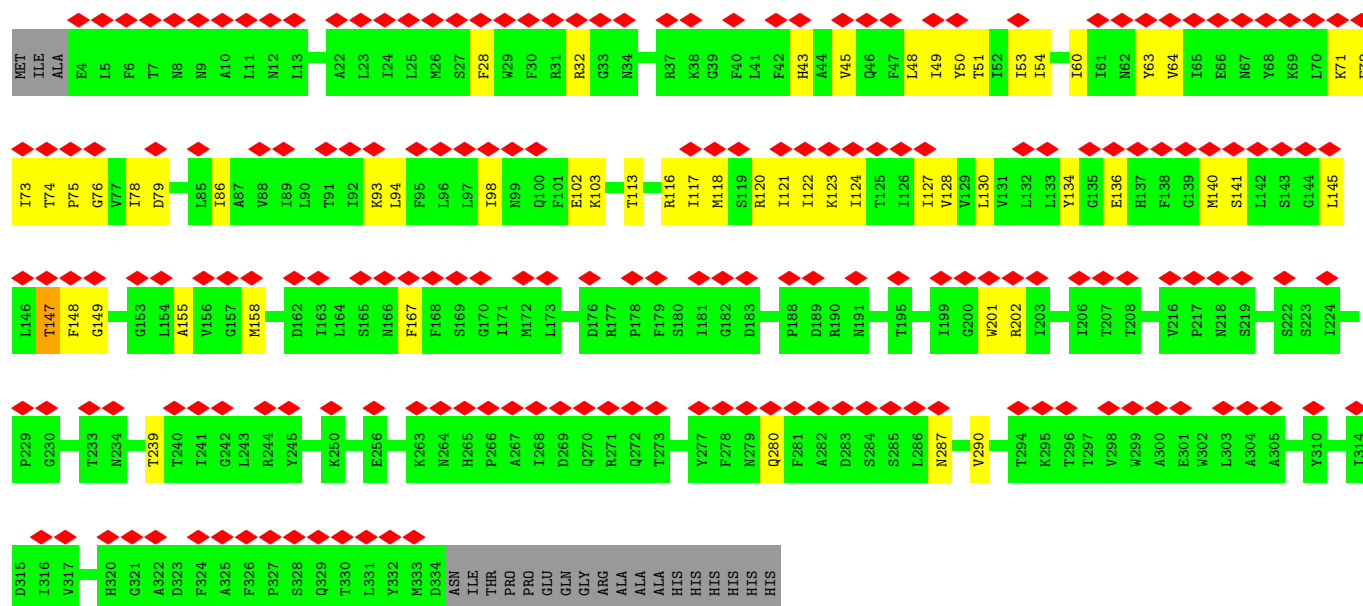 MET ILE ALA E4 L5 F6 T7 N8 N9 A10 L11 N12 L13 A22 L23 I24 L25 M26 S27 F28 W29 F30 R31 R32 G33 N34 R37 K38 G39 F40 L41 F42 H43 A44 V45 Q46 F47 L48 I49 Y50 T51 I52 I53 I54 I60 I61 N62 Y63 V64 I65 E66 N67 Y68 K69 L70 K71
I73 T74 P75 G76 V77 I78 D79 L85 I86 A87 V88 I89 L90 T91 I92 K93 L94 F95 L96 L97 I98 N99 Q100 F101 E102 K103 T113 R116 I117 M118 S119 R120 I121 I122 K123 I124 T125 I126 I127 V128 V129 L130 V131 L132 L133 Y134 G135 E136 H137 F138 G139 M140 S141 L142 S143 G144 L145
L146 T147 F148 G149 G153 L154 A155 V156 G157 M158 D162 I163 L164 S165 N166 F167 F168 S169 G170 I171 M172 L173 D176 R177 P178 F179 S180 I181 G182 D183 P188 D189 R190 N191 T195 I199 G200 W201 R202 I203 I206 T207 T208 V216 P217 N218 S219 S222 S223 I224
P229 G230 T233 N234 T239 T240 I241 G242 L243 R244 Y245 K250 E256 K263 N264 H265 P266 A267 I268 D269 Q270 R271 Q272 T273 Y277 F278 N279 Q280 F281 A282 D283 S284 S285 L286 N287 V290 T294 K295 T296 T297 V298 W299 A300 E301 W302 L303 A304 A305 Y310 I314
D315 I316 V317 H320 G321 A322 D323 F324 A325 F326 P327 S328 Q329 T330 L331 Y332 M333 D334 ASN ILE THR PRO PRO GLU GLN GLY ARG ALA ALA ALA HIS HIS HIS HIS HIS HIS